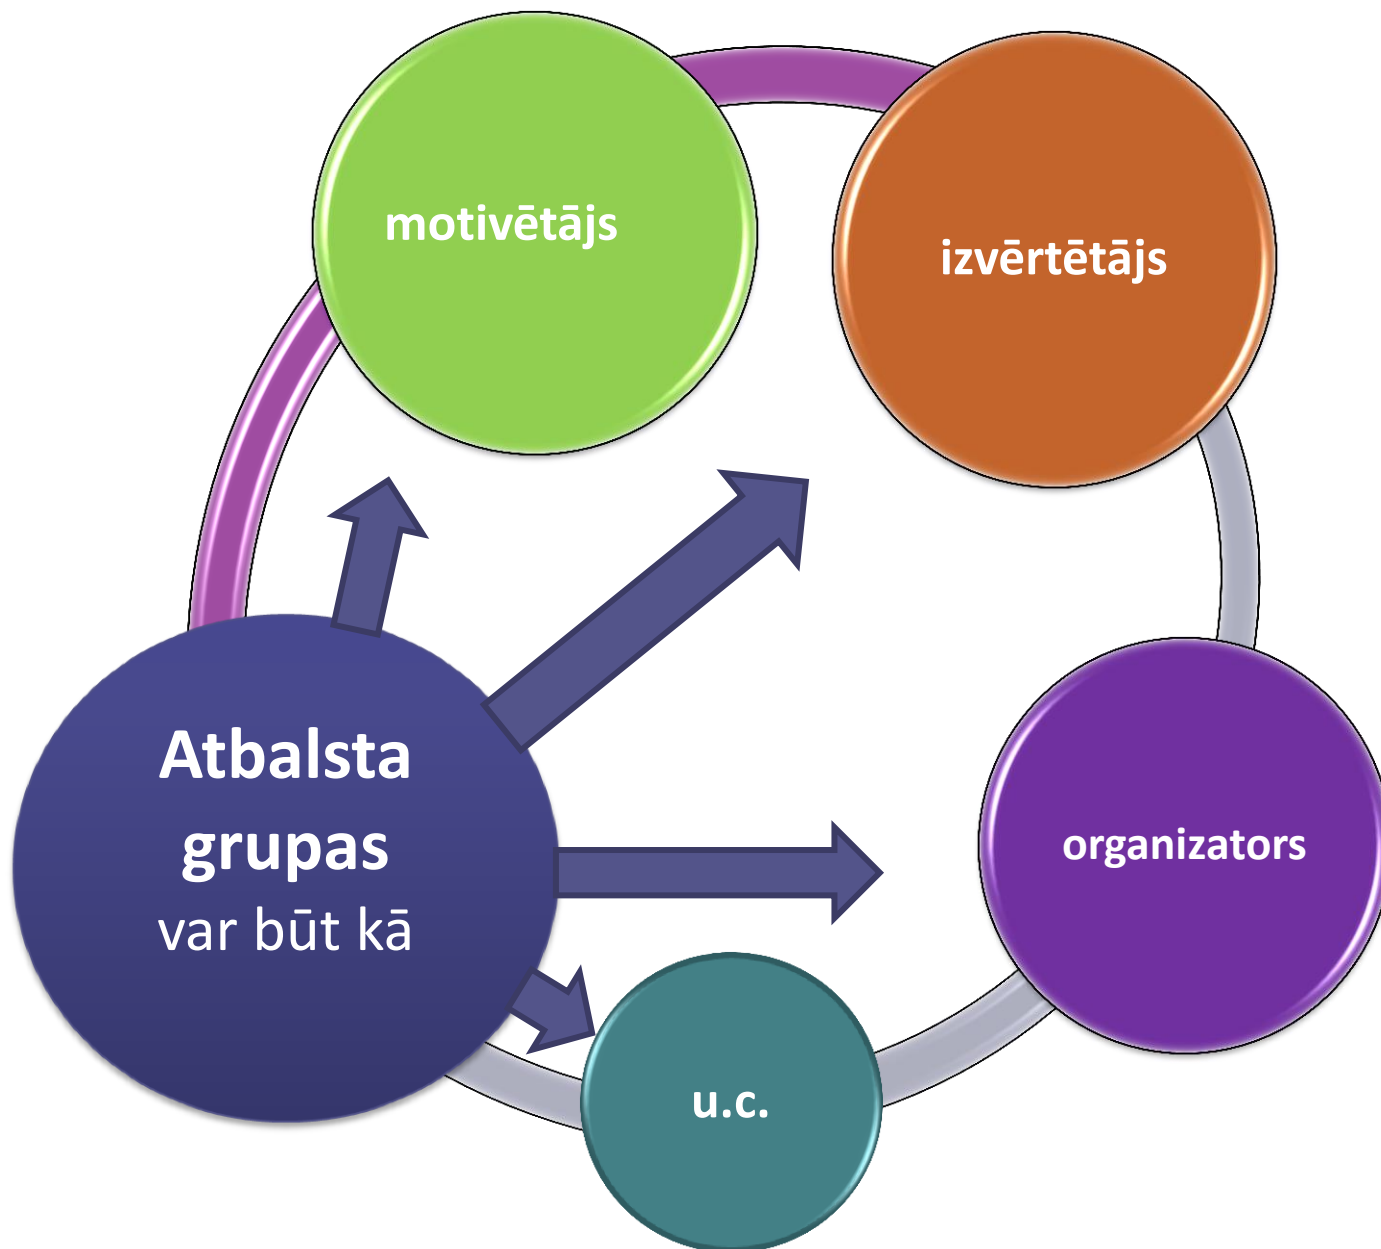 motivētājs
izvērtētājs
Atbalsta
grupas
var būt kā
organizators
u.c.